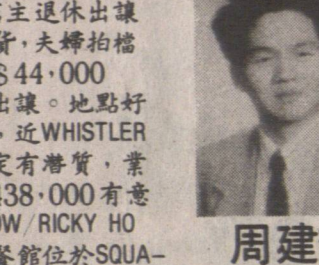 主退休出讓
貨,夫婦拍檔
$44,000
出讓。地點好
,近WHISTLER
定有潛質,業
438,000有意
OW/RICKY HO
餐館位於SQUA-
周建